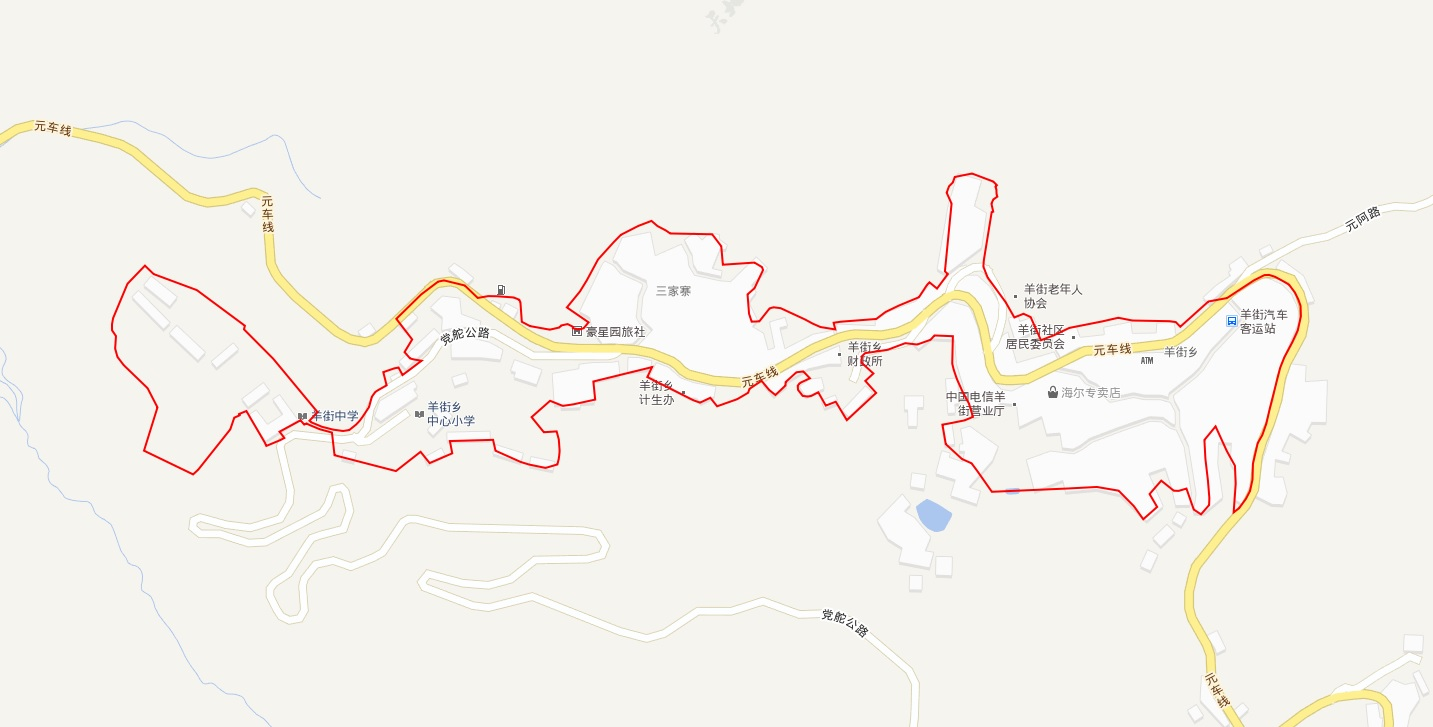 元车线
元车线
元阿路
三家寨
羊街老年人
协会
豪星园旅社
党舵公路
羊街社区
居民委员会
羊街汽车
客运站
羊街乡
财政所
元车线
羊街乡
ATM
元车线
羊街乡
计生办
海尔专卖店
中国电信羊
街营业厅
羊街中学
羊街乡
中心小学
党舵公路
元车线